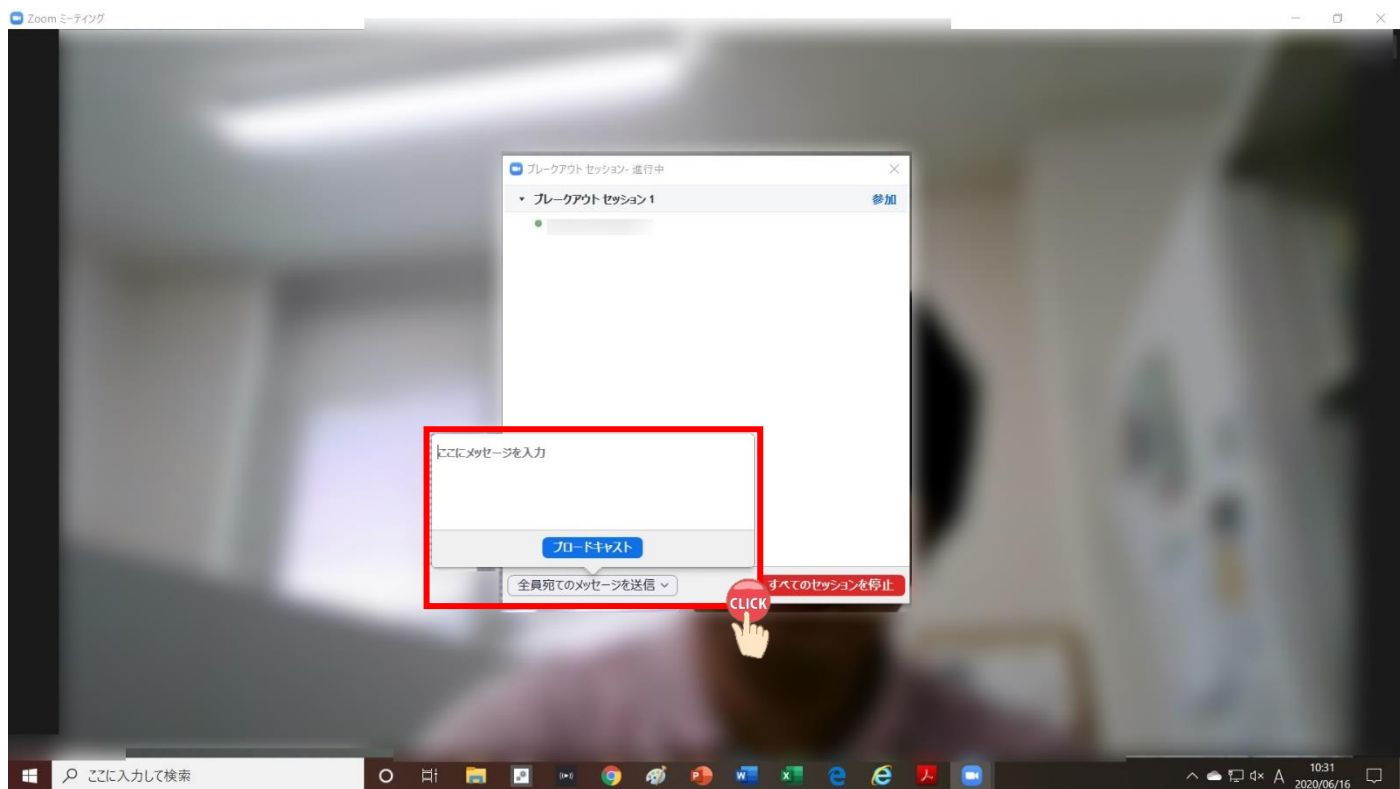 Zoom ミーティング
ブレークアウト セッション- 進行中
ブレークアウト セッション 1
参加
ここにメッセージを入力
ブロードキャスト
全員宛てのメッセージを送信
すべてのセッションを停止
CLICK
ここに入力して検索
A
10:31
2020/06/16